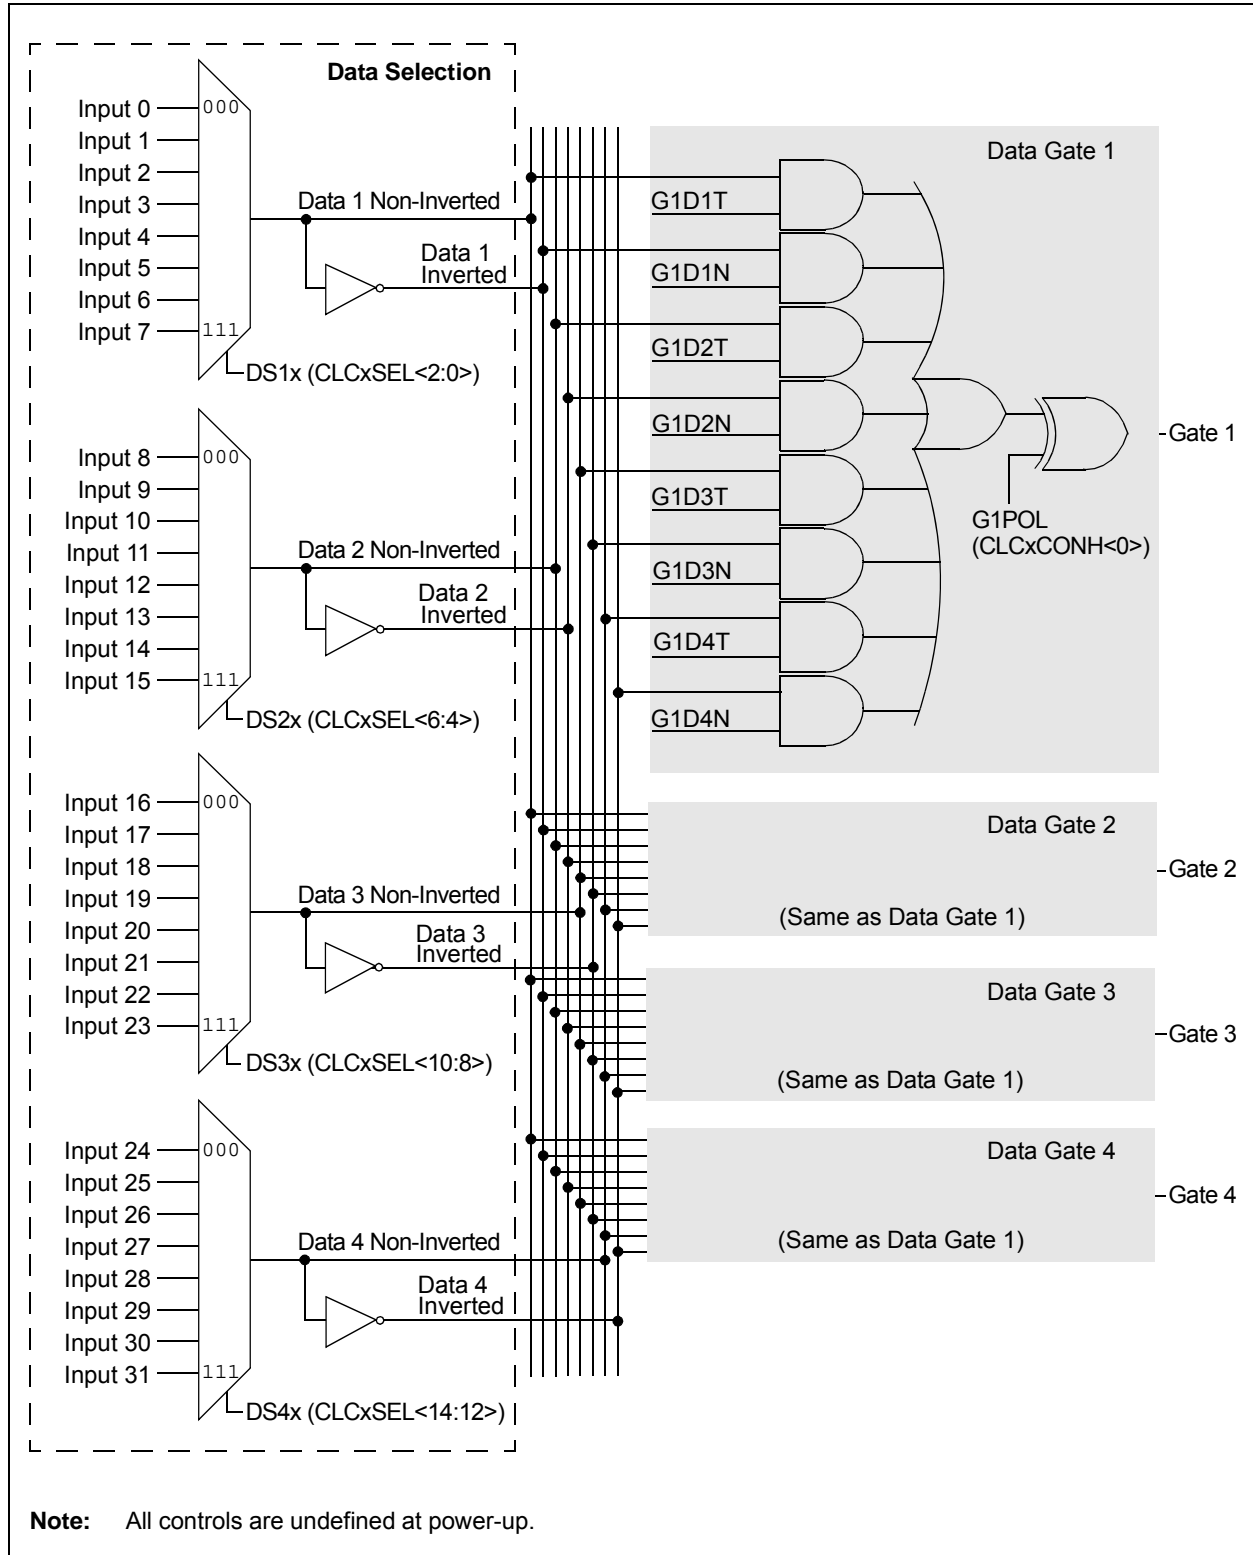 Data Selection
Input 0
000
Input 1
Input 2
Input 3
Input 4
Input 5
Input 6
Input 7
111
Data 1 Non-Inverted
Data 1
Inverted
DS1x (CLCxSEL<2:0>)
Input 8
000
Input 9
Input 10
Input 11
Input 12
Input 13
Input 14
Input 15
111
Data 2 Non-Inverted
Data 2
Inverted
DS2x (CLCxSEL<6:4>)
Input 16
000
Input 17
Input 18
Input 19
Input 20
Input 21
Input 22
Input 23
111
Data 3 Non-Inverted
Data 3
Inverted
DS3x (CLCxSEL<10:8>)
Input 24
000
Input 25
Input 26
Input 27
Input 28
Input 29
Input 30
Input 31
111
Data 4 Non-Inverted
Data 4
Inverted
DS4x (CLCxSEL<14:12>)
Data Gate 1
G1D1T
G1D1N
G1D2T
G1D2N
G1D3T
G1D3N
G1D4T
G1D4N
G1POL
(CLCxCONH<0>)
Gate 1
Data Gate 2
(Same as Data Gate 1)
Gate 2
Data Gate 3
(Same as Data Gate 1)
Gate 3
Data Gate 4
(Same as Data Gate 1)
Gate 4
Note: All controls are undefined at power-up.